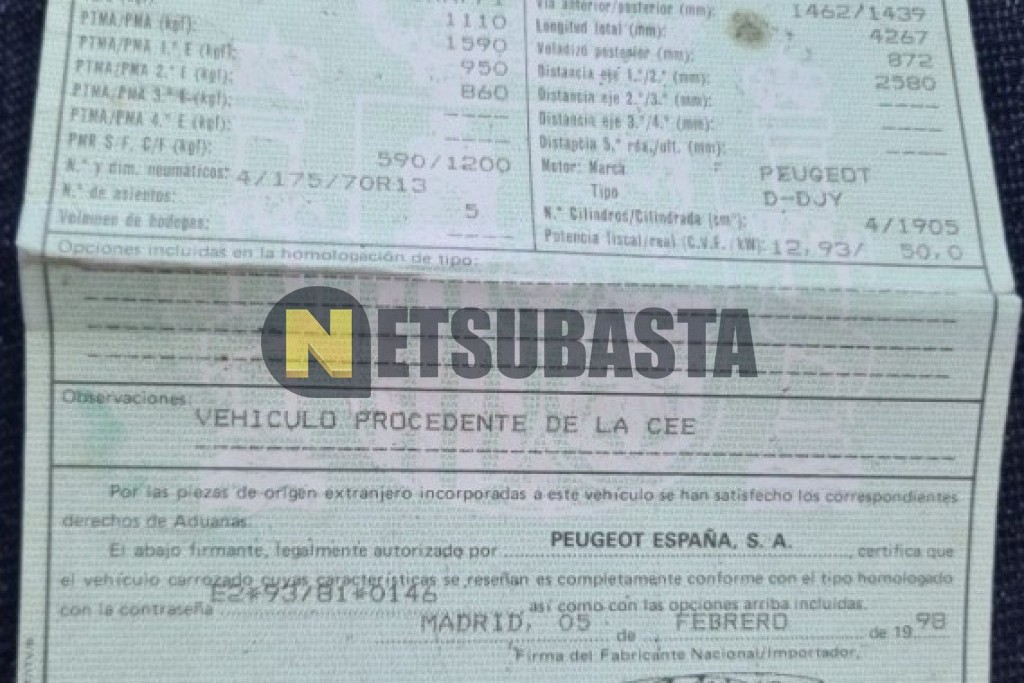 1110
PTMA/PMA (kgf):
1590
PTMA/PMA 1.º E (kgf):
950
PTMA/PMA 2.º E (kgf):
860
PTMA/PMA 3.º E (kgf):
----
PTMA/PMA 4.º E (kgf):
----
PMR S/F, C/F (kgf):
590/1200
N.º y dim. neumáticos: 4/175/70R13
N.º de asientos: 5
Volumen de bodegas: ----
Vía anterior/posterior (mm): 1462/1439
Longitud total (mm): 4267
Voladizo posterior (mm): 872
Distancia eje 1.º/2.º (mm): 2580
Distancia eje 2.º/3.º (mm): ----
Distancia eje 3.º/4.º (mm): ----
Distancia 5.ª rda./ult. (mm): ----
Motor: Marca PEUGEOT
Tipo D-DJY
N.º Cilindros/Cilindrada (cm³): 4/1905
Potencia fiscal/real (C.V.F. /kW): 12,93/ 50,0
Opciones incluidas en la homologación de tipo:
NETSUBASTA
Observaciones:
VEHICULO PROCEDENTE DE LA CEE
Por las piezas de origen extranjero incorporadas a este vehículo se han satisfecho los correspondientes
derechos de Aduanas.
El abajo firmante, legalmente autorizado por PEUGEOT ESPAÑA, S. A., certifica que
el vehículo carrozado cuyas características se reseñan es completamente conforme con el tipo homologado
con la contraseña E2*93/81*0146, así como con las opciones arriba incluidas.
MADRID, 05 de FEBRERO de 1998
Firma del Fabricante Nacional/Importador,